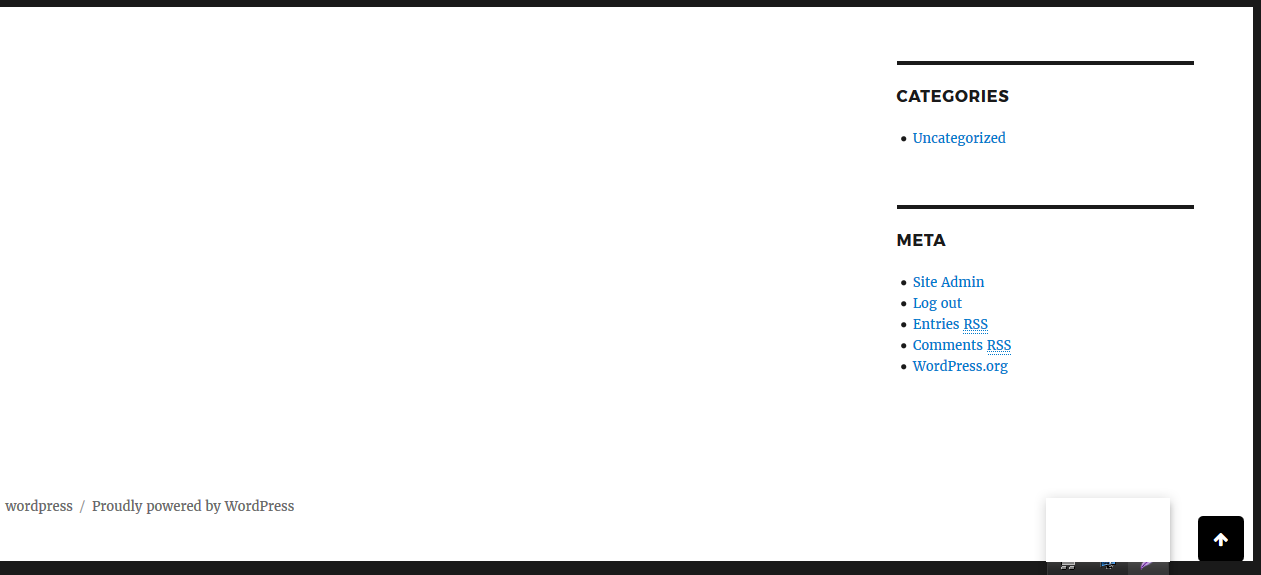 CATEGORIES
Uncategorized
META
Site Admin
Log out
Entries RSS
Comments RSS
WordPress.org
wordpress / Proudly powered by WordPress